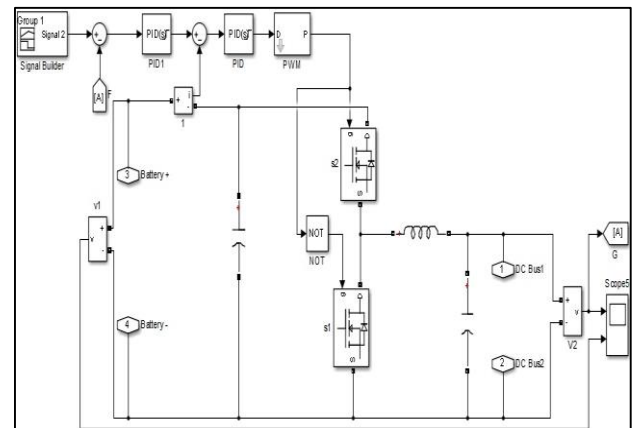 Group 1
Signal 2
Signal Builder
PID(s)
PID1
PID(s)
PID
D
P
PWM
[A]
F
+
i
-
1
3
Battery +
g
s2
S
v1
+
v
-
NOT
NOT
[A]
G
1
DC Bus1
Scope5
g
s1
S
+
v
-
V2
4
Battery -
2
DC Bus2